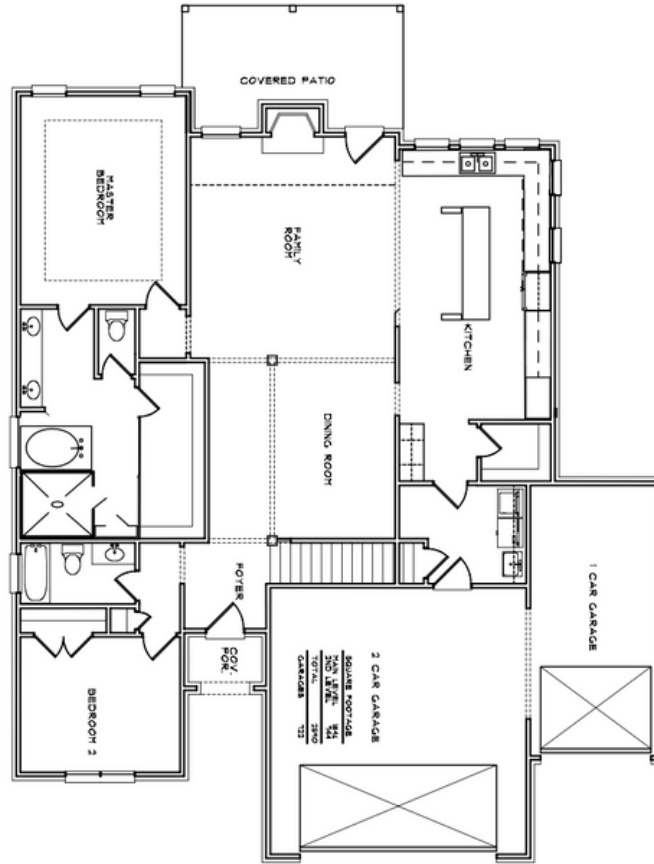 COVERED PATIO
MASTER
BEDROOM
FAMILY
ROOM
KITCHEN
DINING ROOM
FOYER
COV.
POR.
BEDROOM 2
1 CAR GARAGE
2 CAR GARAGE
SQUARE FOOTAGE
MAIN LEVEL
2ND LEVEL
TOTAL
GARAGES 722